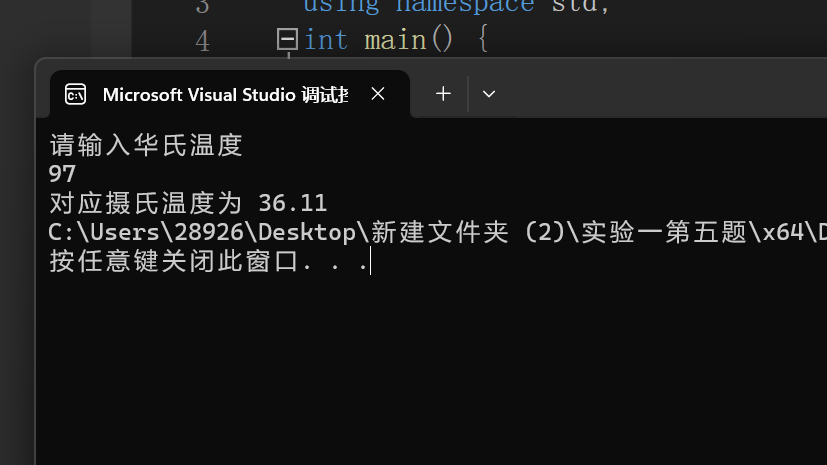 3 using namespace std;
4 int main() {
Microsoft Visual Studio 调试
请输入华氏温度
97
对应摄氏温度为 36.11
C:\Users\28926\Desktop\新建文件夹 (2)\实验一第五题\x64\D
按任意键关闭此窗口. . .